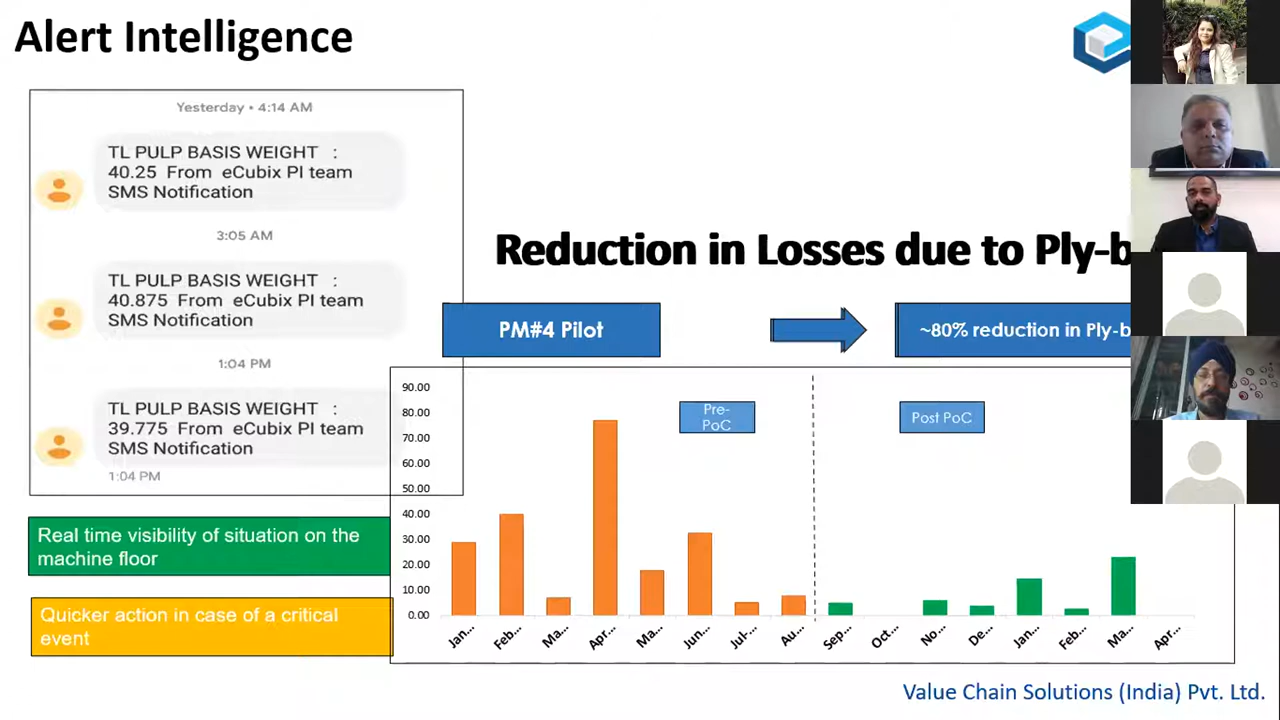 Alert Intelligence
Yesterday • 4:14 AM
TL PULP BASIS WEIGHT :
40.25 From eCubix PI team
SMS Notification
3:05 AM
TL PULP BASIS WEIGHT :
40.875 From eCubix PI team
SMS Notification
1:04 PM
TL PULP BASIS WEIGHT :
39.775 From eCubix PI team
SMS Notification
1:04 PM
Real time visibility of situation on the
machine floor
Quicker action in case of a critical
event
Reduction in Losses due to Ply-b
PM#4 Pilot
~80% reduction in Ply-b
Pre-
PoC
Post PoC
90.00
80.00
70.00
60.00
50.00
40.00
30.00
20.00
10.00
0.00
Jan... Feb... Ma... Apr... Ma... Jun... Jul... Au... Sep... Oct... No... De... Jan... Feb... Ma... Apr...
Value Chain Solutions (India) Pvt. Ltd.